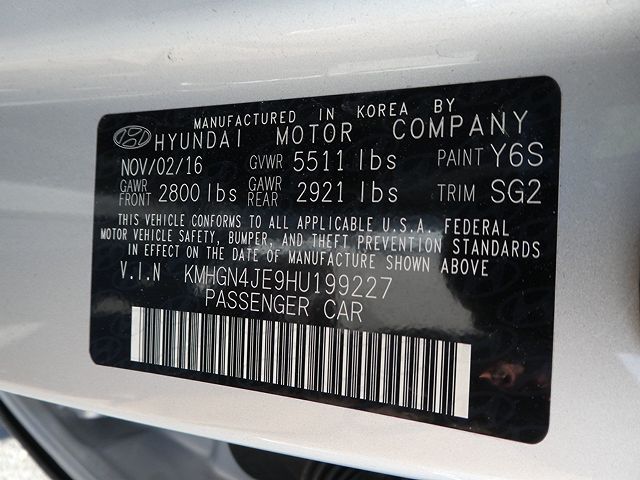 MANUFACTURED IN KOREA BY
HYUNDAI MOTOR COMPANY
NOV/02/16 GVWR 5511 lbs PAINT Y6S
GAWR FRONT 2800 lbs GAWR REAR 2921 lbs TRIM SG2
THIS VEHICLE CONFORMS TO ALL APPLICABLE U.S.A. FEDERAL
MOTOR VEHICLE SAFETY, BUMPER, AND THEFT PREVENTION STANDARDS
IN EFFECT ON THE DATE OF MANUFACTURE SHOWN ABOVE
V.I.N KMHGN4JE9HU199227
PASSENGER CAR